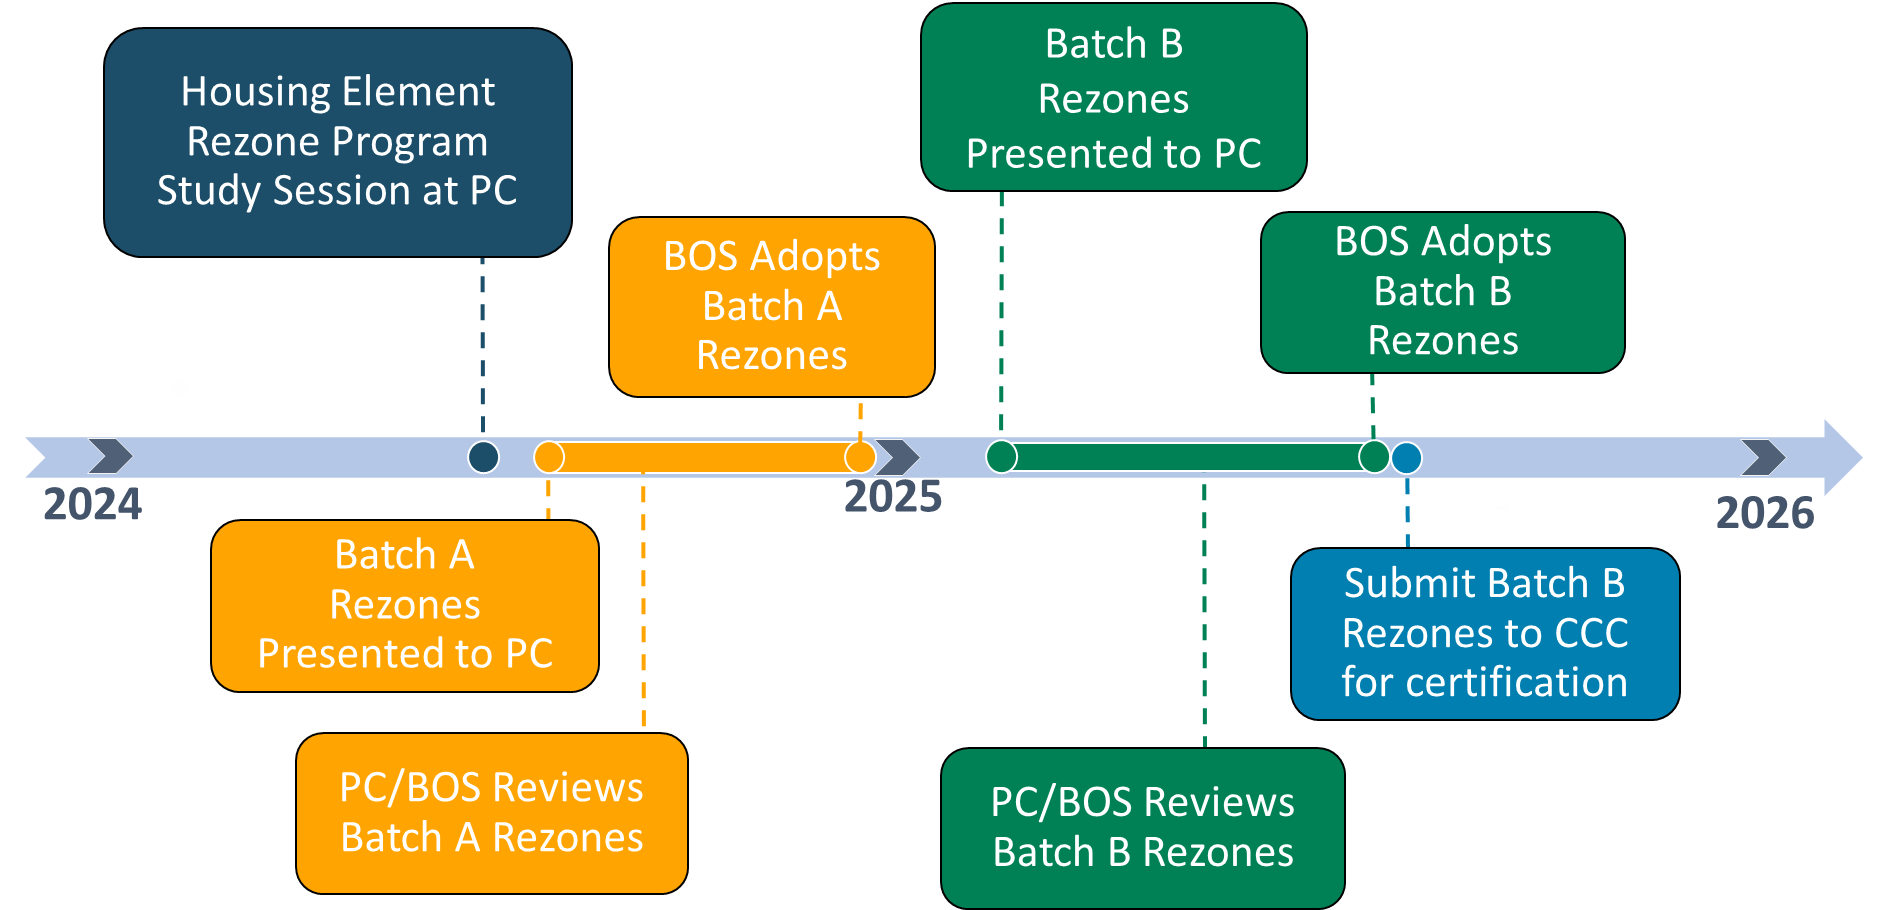 Housing Element
Rezone Program
Study Session at PC
Batch B
Rezones
Presented to PC
BOS Adopts
Batch A
Rezones
BOS Adopts
Batch B
Rezones
2024
2025
2026
Batch A
Rezones
Presented to PC
Submit Batch B
Rezones to CCC
for certification
PC/BOS Reviews
Batch A Rezones
PC/BOS Reviews
Batch B Rezones